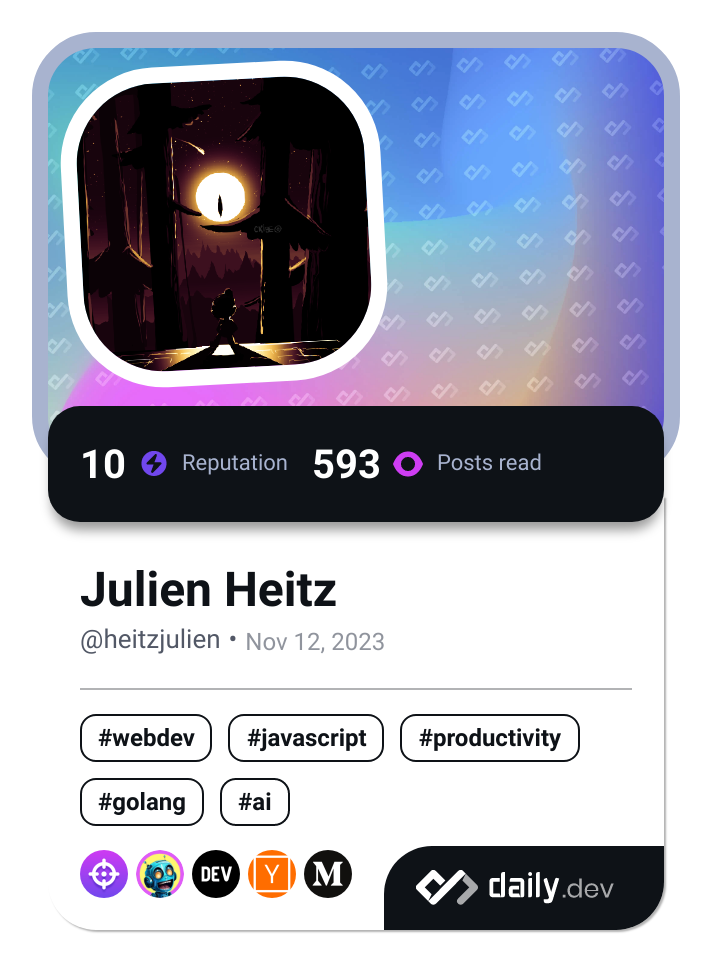 10 Reputation 593 Posts read
Julien Heitz
@heitzjulien • Nov 12, 2023
#webdev #javascript #productivity
#golang #ai
DEV Y M daily.dev